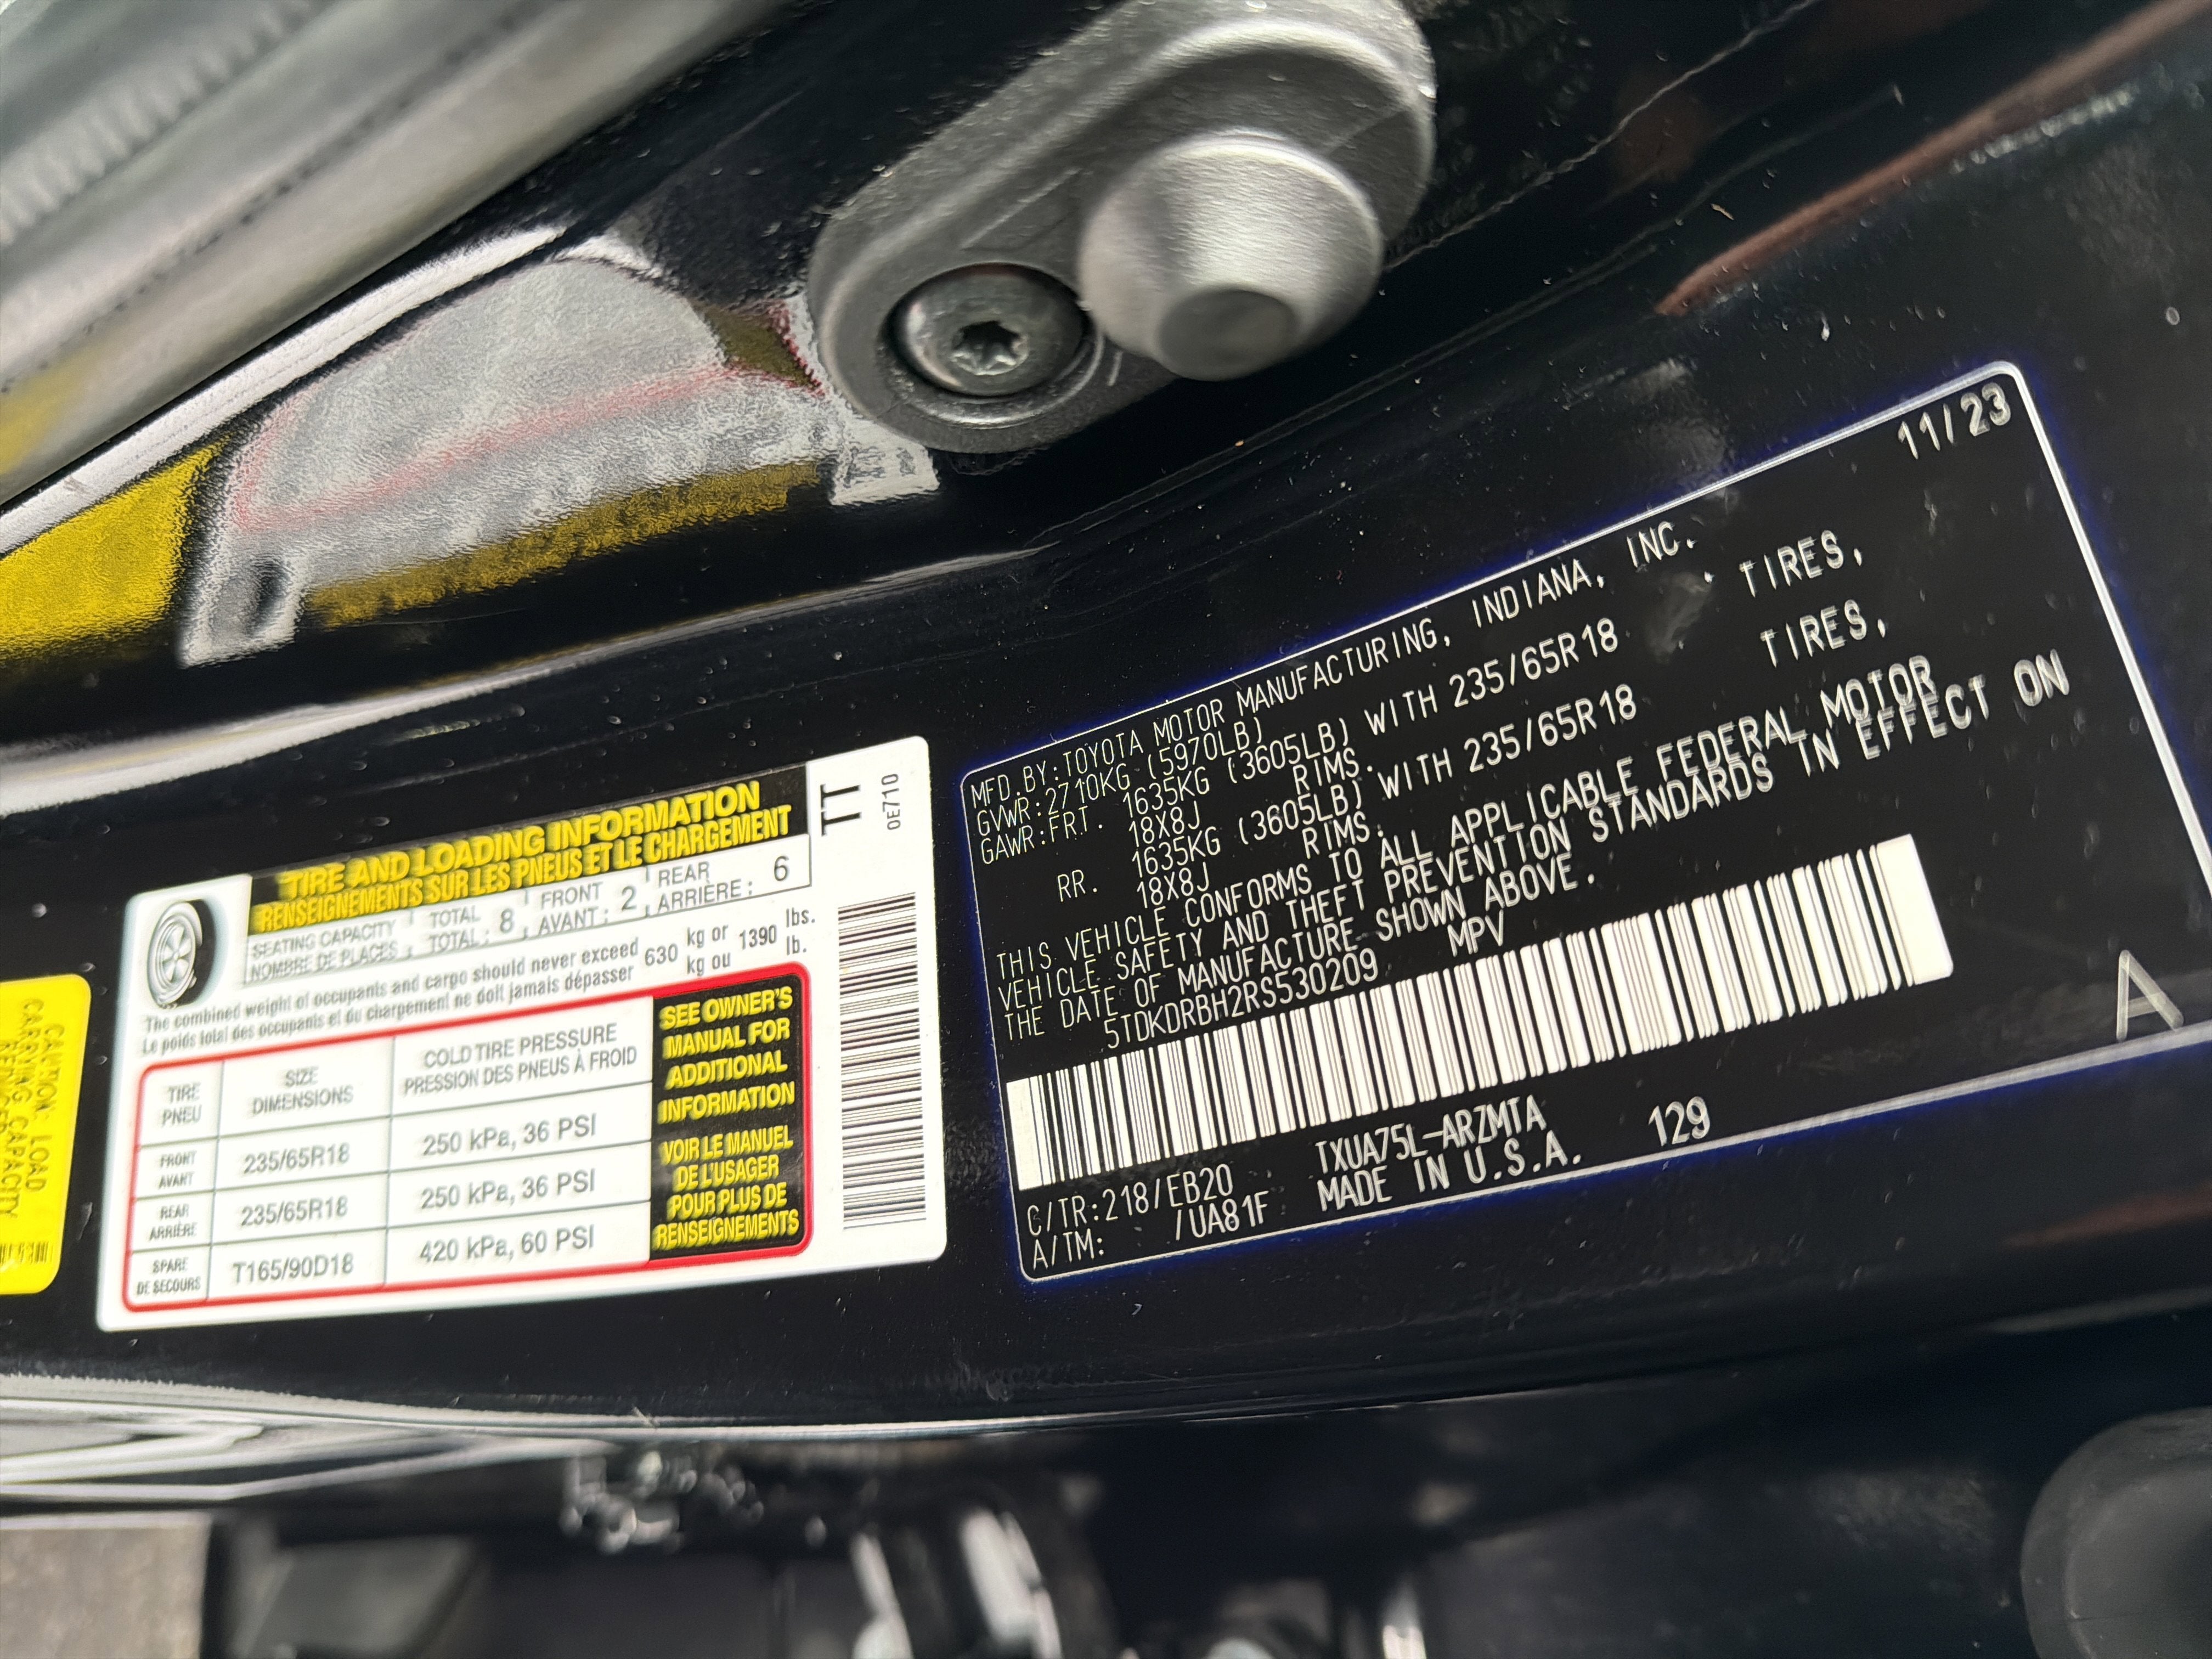 CAUTION: LOAD
CARRYING CAPACITY
TIRE AND LOADING INFORMATION
RENSEIGNEMENTS SUR LES PNEUS ET LE CHARGEMENT
TT
0E710
SEATING CAPACITY TOTAL FRONT REAR
NOMBRE DE PLACES TOTAL: 8 AVANT: 2 ARRIÈRE: 6
The combined weight of occupants and cargo should never exceed 630 kg or 1390 lbs.
Le poids total des occupants et du chargement ne doit jamais dépasser kg ou lb.
TIRE
PNEU
SIZE
DIMENSIONS
COLD TIRE PRESSURE
PRESSION DES PNEUS À FROID
FRONT
AVANT
235/65R18
250 kPa, 36 PSI
REAR
ARRIÈRE
235/65R18
250 kPa, 36 PSI
SPARE
DE SECOURS
T165/90D18
420 kPa, 60 PSI
SEE OWNER'S
MANUAL FOR
ADDITIONAL
INFORMATION
VOIR LE MANUEL
DE L'USAGER
POUR PLUS DE
RENSEIGNEMENTS
11/23
MFD.BY:TOYOTA MOTOR MANUFACTURING, INDIANA, INC.
GVWR:2710KG (5970LB)
GAWR:FRT. 1635KG (3605LB) WITH 235/65R18 TIRES,
18X8J RIMS.
RR. 1635KG (3605LB) WITH 235/65R18 TIRES,
18X8J RIMS.
THIS VEHICLE CONFORMS TO ALL APPLICABLE FEDERAL MOTOR
VEHICLE SAFETY AND THEFT PREVENTION STANDARDS IN EFFECT ON
THE DATE OF MANUFACTURE SHOWN ABOVE.
5TDKDRBH2RS530209 MPV
A
C/TR:218/EB20 TXUA75L-ARZMTA 129
A/TM: /UA81F MADE IN U.S.A.